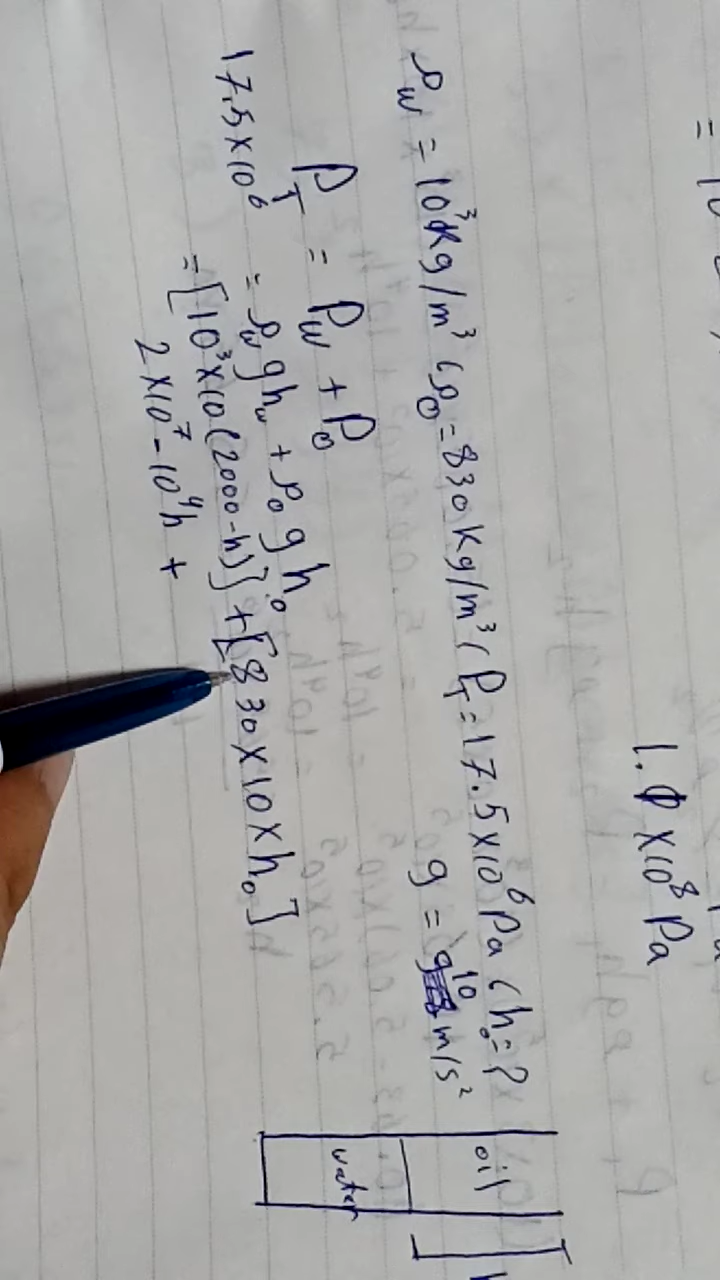 1.0 x 10⁸ Pa
ρw = 10³ Kg/m³ ( ρo = 830 Kg/m³ ( PT = 17.5 x 10⁶ Pa ( ho = ?
g = 10 m/s²
PT = Pw + Po
17.5 x 10⁶ = ρw g hw + ρo g ho
= [10³ x 10 (2000 - h)] + [830 x 10 x ho]
2 x 10⁷ - 10⁴h +
oil
water